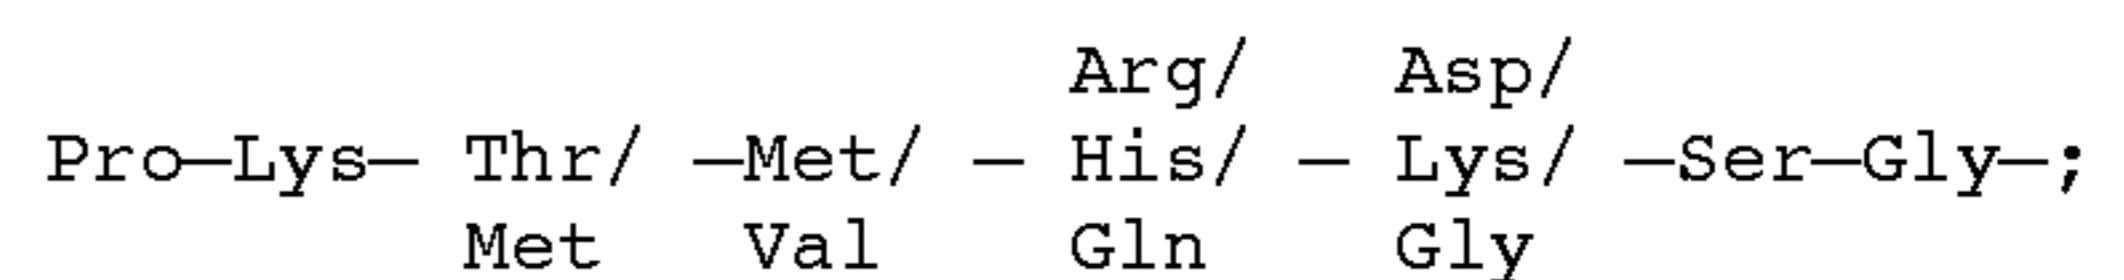 Arg/ Asp/
Pro—Lys— Thr/ —Met/ — His/ — Lys/ —Ser—Gly—;
Met Val Gln Gly